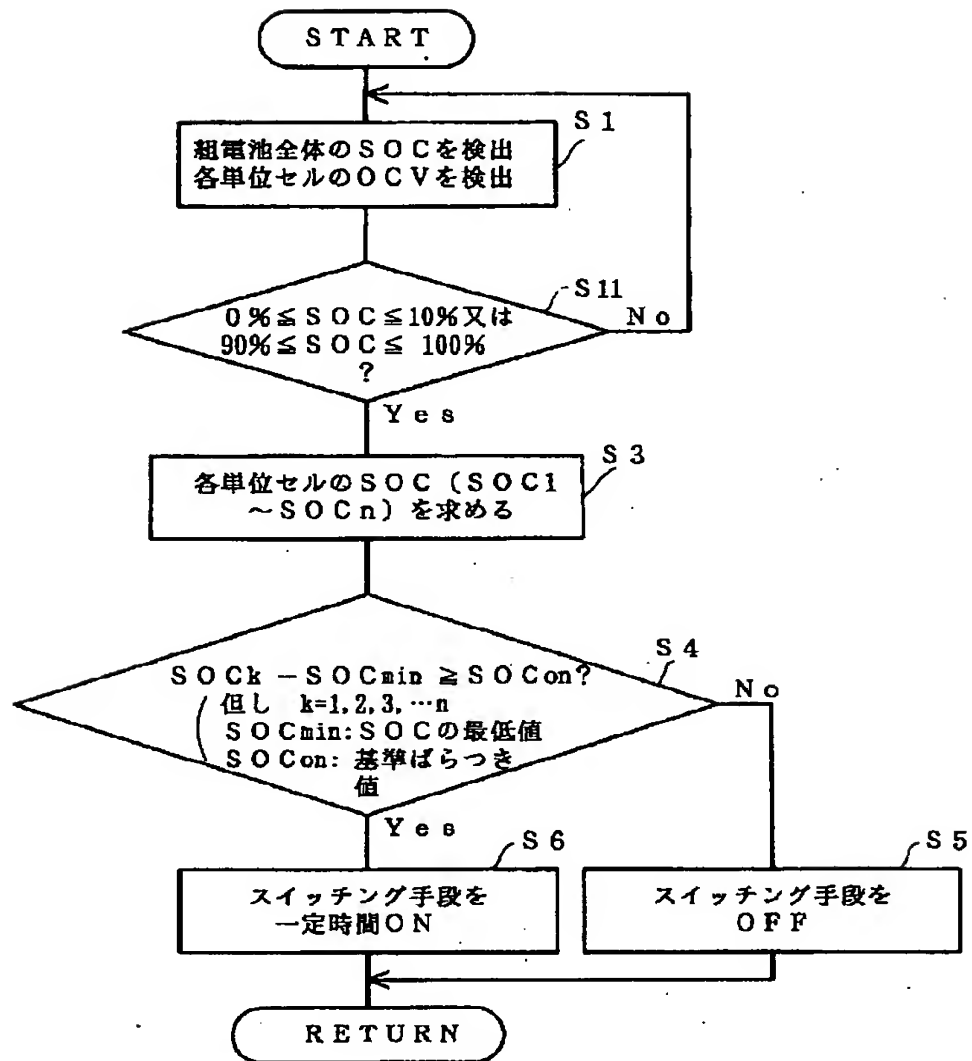 START
S1
組電池全体のSOCを検出
各単位セルのOCVを検出
S11
0%≦SOC≦10%又は
90%≦SOC≦100%
?
No
Yes
S3
各単位セルのSOC(SOC1
~SOCn)を求める
S4
SOCk-SOCmin≧SOCon?
但し k=1,2,3,…n
SOCmin:SOCの最低値
SOCon:基準ばらつき
値
No
Yes
S6
スイッチング手段を
一定時間ON
S5
スイッチング手段を
OFF
RETURN